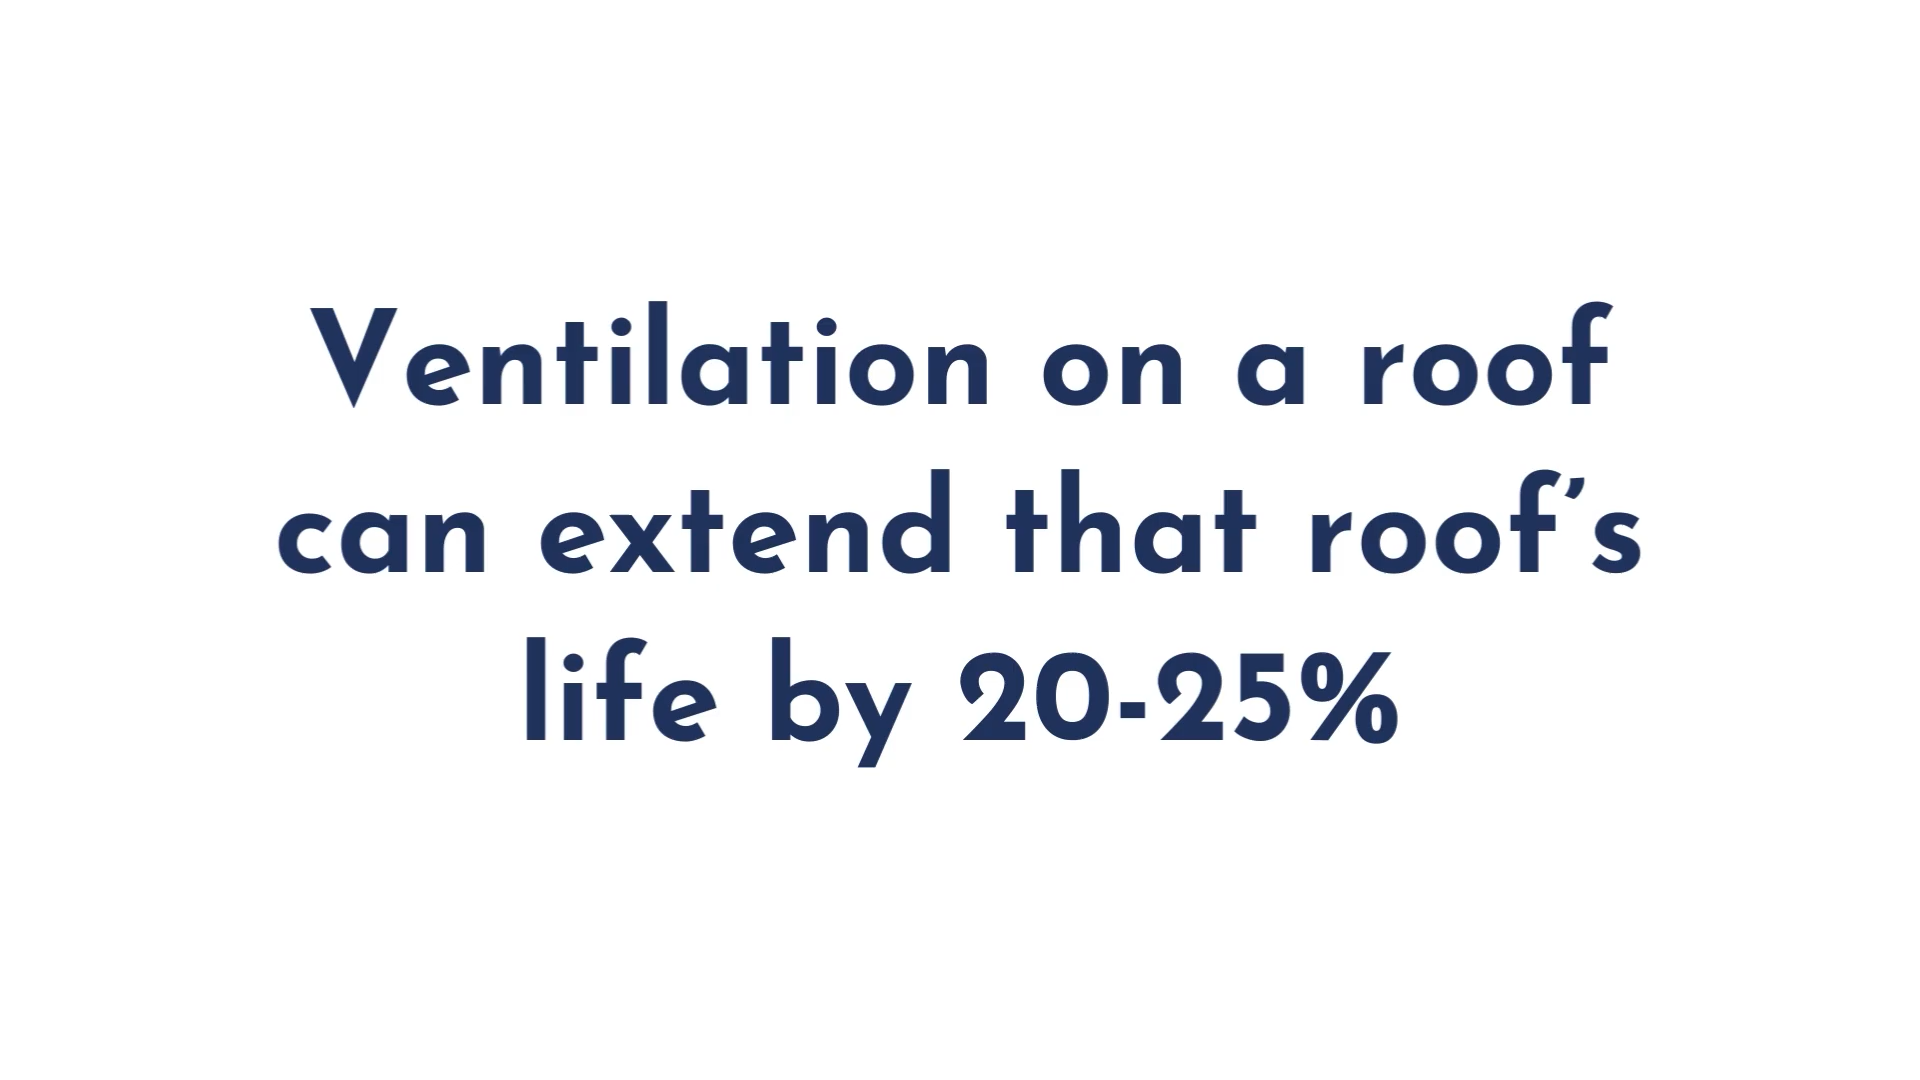 Ventilation on a roof
can extend that roof’s
life by 20-25%